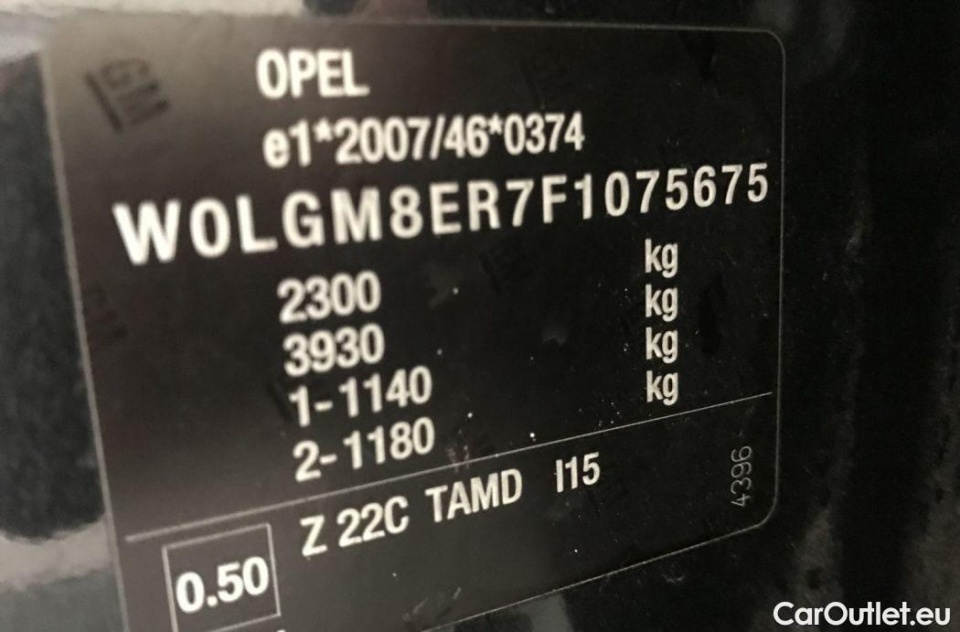 GM
OPEL
e1*2007/46*0374
W0LGM8ER7F1075675
2300 kg
3930 kg
1-1140 kg
2-1180 kg
Z 22C TAMD I15
4396
0.50
CarOutlet.eu